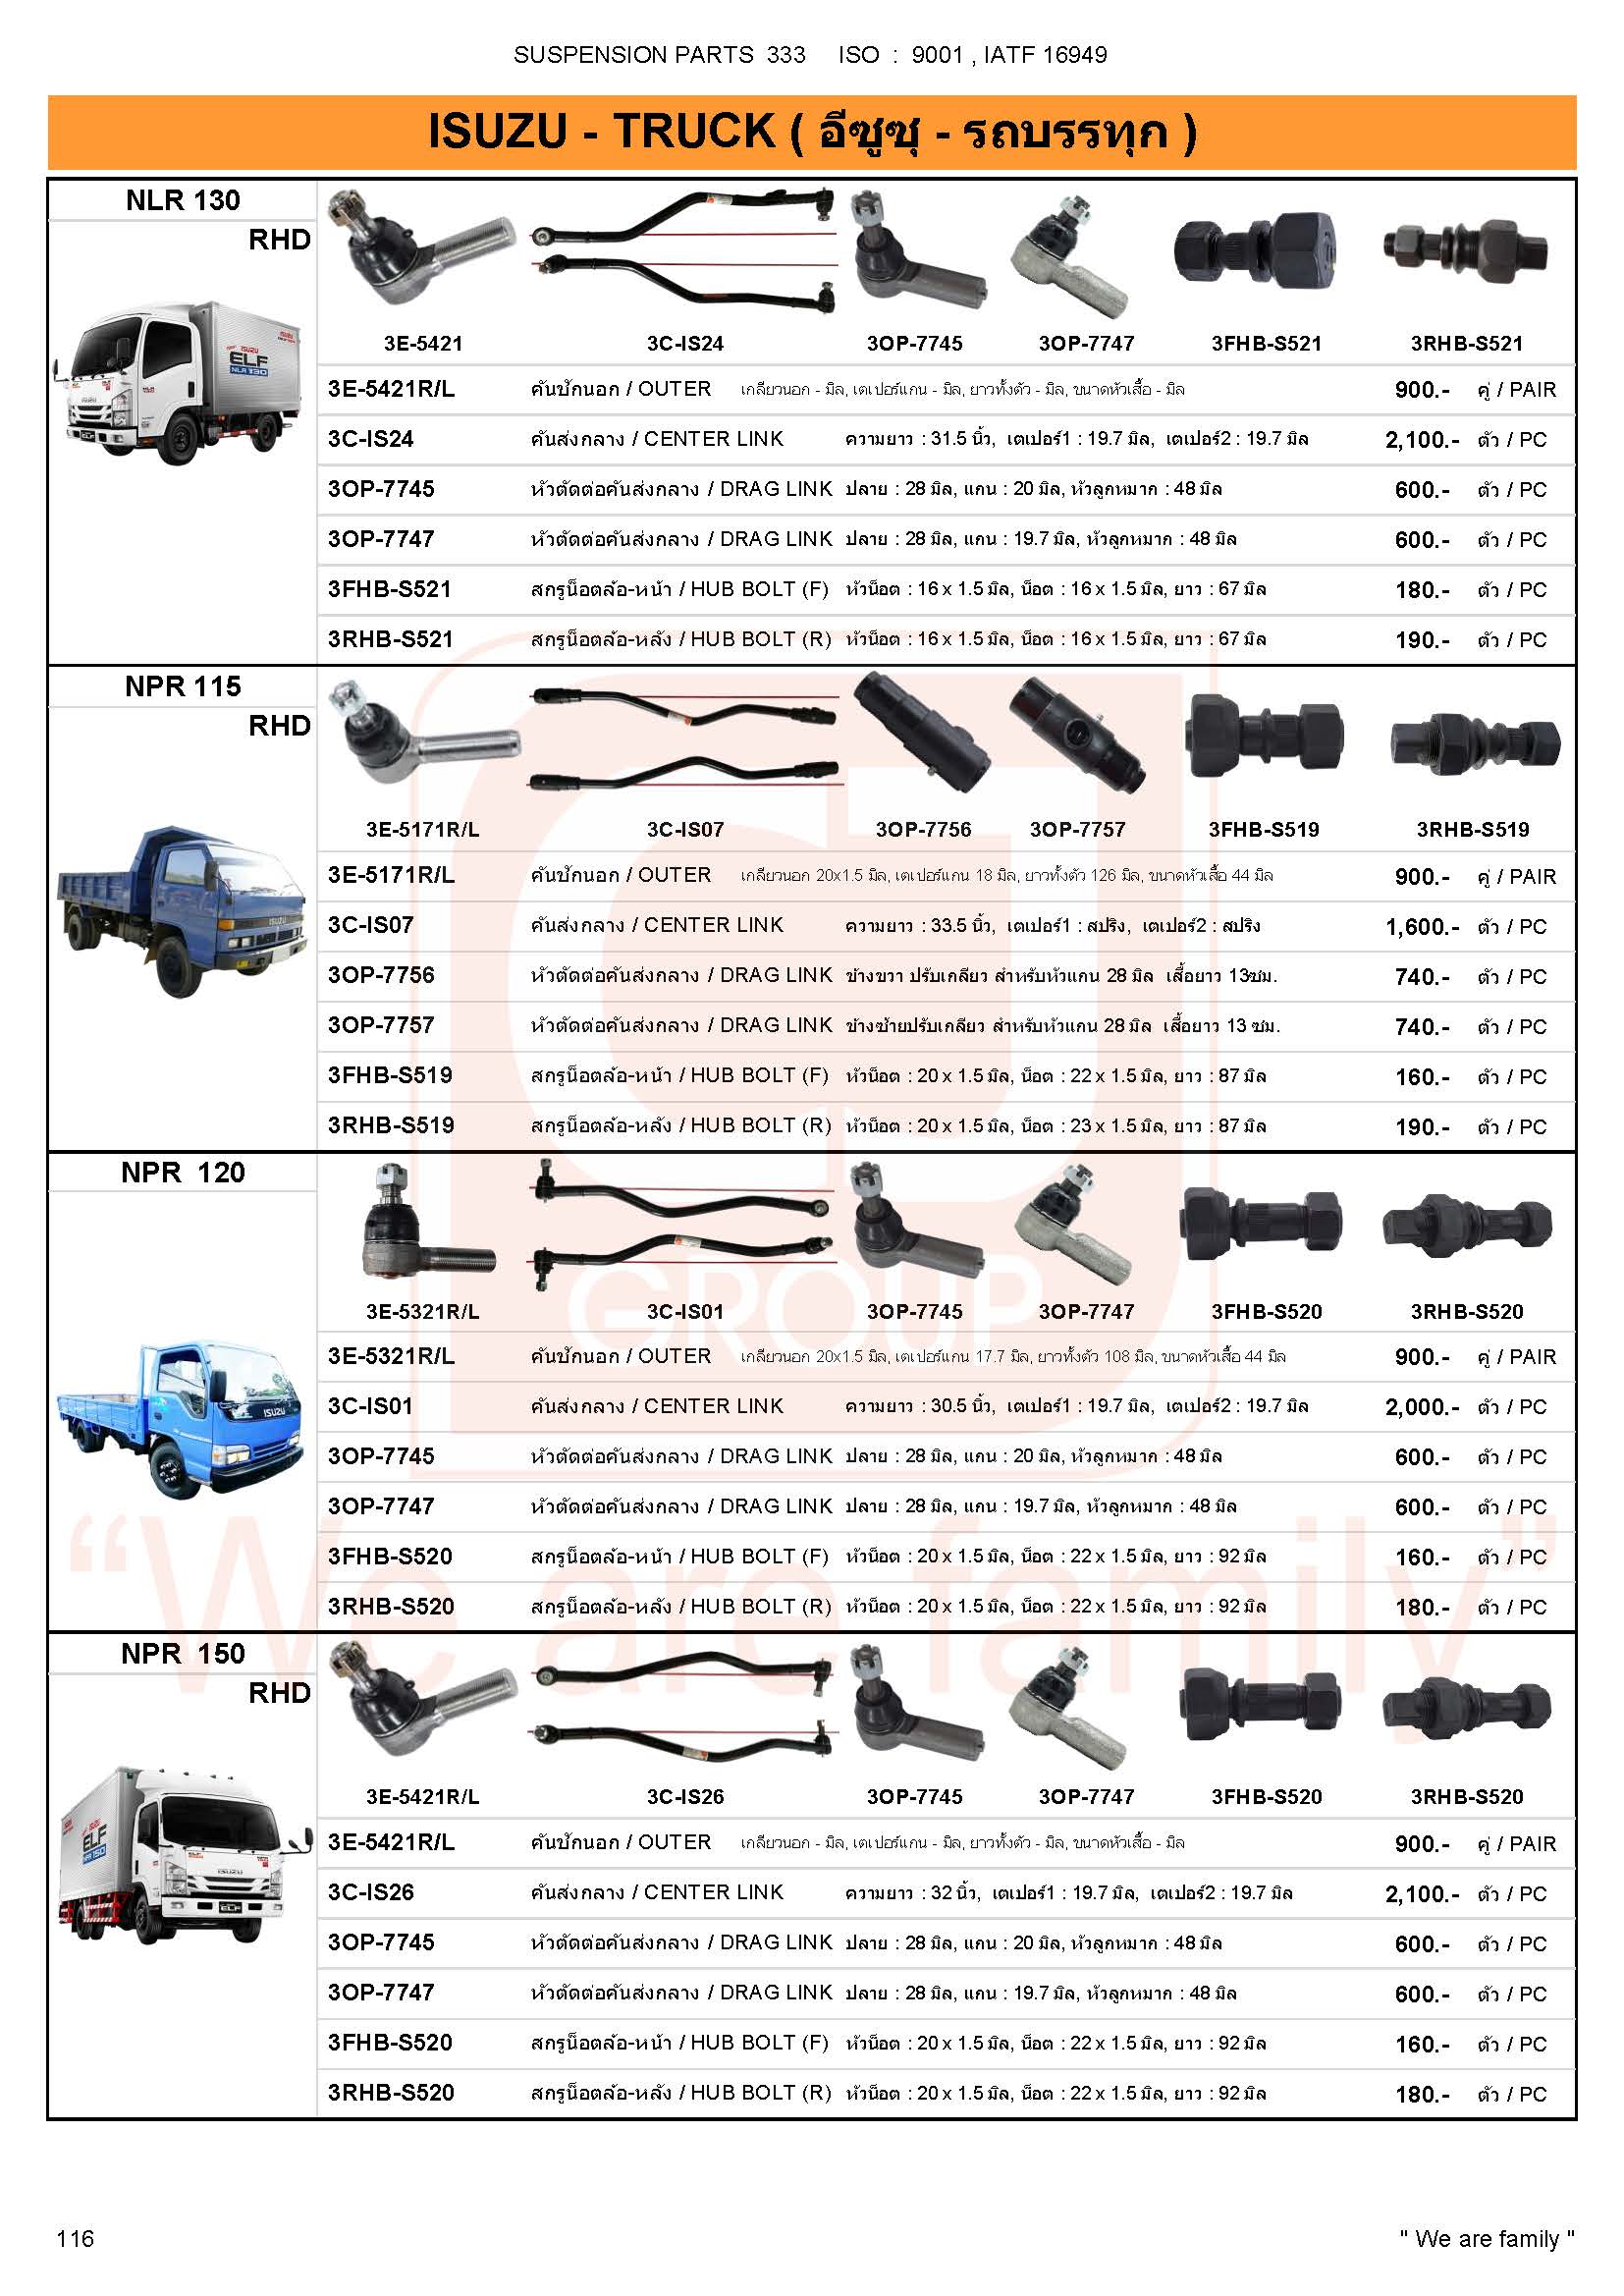 SUSPENSION PARTS 333 ISO : 9001 , IATF 16949
ISUZU - TRUCK ( อีซูซุ - รถบรรทุก )
NLR 130
RHD
3E-5421 3C-IS24 3OP-7745 3OP-7747 3FHB-S521 3RHB-S521
3E-5421R/L คันชักนอก / OUTER เกลียวนอก - มิล, เตเปอร์แกน - มิล, ยาวทั้งตัว - มิล, ขนาดหัวเสื้อ - มิล 900.- คู่ / PAIR
3C-IS24 คันส่งกลาง / CENTER LINK ความยาว : 31.5 นิ้ว, เตเปอร์1 : 19.7 มิล, เตเปอร์2 : 19.7 มิล 2,100.- ตัว / PC
3OP-7745 หัวตัดต่อคันส่งกลาง / DRAG LINK ปลาย : 28 มิล, แกน : 20 มิล, หัวลูกหมาก : 48 มิล 600.- ตัว / PC
3OP-7747 หัวตัดต่อคันส่งกลาง / DRAG LINK ปลาย : 28 มิล, แกน : 19.7 มิล, หัวลูกหมาก : 48 มิล 600.- ตัว / PC
3FHB-S521 สกรูน็อตล้อ-หน้า / HUB BOLT (F) หัวน็อต : 16 x 1.5 มิล, น็อต : 16 x 1.5 มิล, ยาว : 67 มิล 180.- ตัว / PC
3RHB-S521 สกรูน็อตล้อ-หลัง / HUB BOLT (R) หัวน็อต : 16 x 1.5 มิล, น็อต : 16 x 1.5 มิล, ยาว : 67 มิล 190.- ตัว / PC
NPR 115
RHD
3E-5171R/L 3C-IS07 3OP-7756 3OP-7757 3FHB-S519 3RHB-S519
3E-5171R/L คันชักนอก / OUTER เกลียวนอก 20x1.5 มิล, เตเปอร์แกน 18 มิล, ยาวทั้งตัว 126 มิล, ขนาดหัวเสื้อ 44 มิล 900.- คู่ / PAIR
3C-IS07 คันส่งกลาง / CENTER LINK ความยาว : 33.5 นิ้ว, เตเปอร์1 : สปริง, เตเปอร์2 : สปริง 1,600.- ตัว / PC
3OP-7756 หัวตัดต่อคันส่งกลาง / DRAG LINK ข้างขวา ปรับเกลียว สำหรับหัวแกน 28 มิล เสื้อยาว 13ซม. 740.- ตัว / PC
3OP-7757 หัวตัดต่อคันส่งกลาง / DRAG LINK ข้างซ้ายปรับเกลียว สำหรับหัวแกน 28 มิล เสื้อยาว 13 ซม. 740.- ตัว / PC
3FHB-S519 สกรูน็อตล้อ-หน้า / HUB BOLT (F) หัวน็อต : 20 x 1.5 มิล, น็อต : 22 x 1.5 มิล, ยาว : 87 มิล 160.- ตัว / PC
3RHB-S519 สกรูน็อตล้อ-หลัง / HUB BOLT (R) หัวน็อต : 20 x 1.5 มิล, น็อต : 23 x 1.5 มิล, ยาว : 87 มิล 190.- ตัว / PC
NPR 120
3E-5321R/L 3C-IS01 3OP-7745 3OP-7747 3FHB-S520 3RHB-S520
3E-5321R/L คันชักนอก / OUTER เกลียวนอก 20x1.5 มิล, เตเปอร์แกน 17.7 มิล, ยาวทั้งตัว 108 มิล, ขนาดหัวเสื้อ 44 มิล 900.- คู่ / PAIR
3C-IS01 คันส่งกลาง / CENTER LINK ความยาว : 30.5 นิ้ว, เตเปอร์1 : 19.7 มิล, เตเปอร์2 : 19.7 มิล 2,000.- ตัว / PC
3OP-7745 หัวตัดต่อคันส่งกลาง / DRAG LINK ปลาย : 28 มิล, แกน : 20 มิล, หัวลูกหมาก : 48 มิล 600.- ตัว / PC
3OP-7747 หัวตัดต่อคันส่งกลาง / DRAG LINK ปลาย : 28 มิล, แกน : 19.7 มิล, หัวลูกหมาก : 48 มิล 600.- ตัว / PC
3FHB-S520 สกรูน็อตล้อ-หน้า / HUB BOLT (F) หัวน็อต : 20 x 1.5 มิล, น็อต : 22 x 1.5 มิล, ยาว : 92 มิล 160.- ตัว / PC
3RHB-S520 สกรูน็อตล้อ-หลัง / HUB BOLT (R) หัวน็อต : 20 x 1.5 มิล, น็อต : 22 x 1.5 มิล, ยาว : 92 มิล 180.- ตัว / PC
NPR 150
RHD
3E-5421R/L 3C-IS26 3OP-7745 3OP-7747 3FHB-S520 3RHB-S520
3E-5421R/L คันชักนอก / OUTER เกลียวนอก - มิล, เตเปอร์แกน - มิล, ยาวทั้งตัว - มิล, ขนาดหัวเสื้อ - มิล 900.- คู่ / PAIR
3C-IS26 คันส่งกลาง / CENTER LINK ความยาว : 32 นิ้ว, เตเปอร์1 : 19.7 มิล, เตเปอร์2 : 19.7 มิล 2,100.- ตัว / PC
3OP-7745 หัวตัดต่อคันส่งกลาง / DRAG LINK ปลาย : 28 มิล, แกน : 20 มิล, หัวลูกหมาก : 48 มิล 600.- ตัว / PC
3OP-7747 หัวตัดต่อคันส่งกลาง / DRAG LINK ปลาย : 28 มิล, แกน : 19.7 มิล, หัวลูกหมาก : 48 มิล 600.- ตัว / PC
3FHB-S520 สกรูน็อตล้อ-หน้า / HUB BOLT (F) หัวน็อต : 20 x 1.5 มิล, น็อต : 22 x 1.5 มิล, ยาว : 92 มิล 160.- ตัว / PC
3RHB-S520 สกรูน็อตล้อ-หลัง / HUB BOLT (R) หัวน็อต : 20 x 1.5 มิล, น็อต : 22 x 1.5 มิล, ยาว : 92 มิล 180.- ตัว / PC
GROUP
“We are family”
116 " We are family "